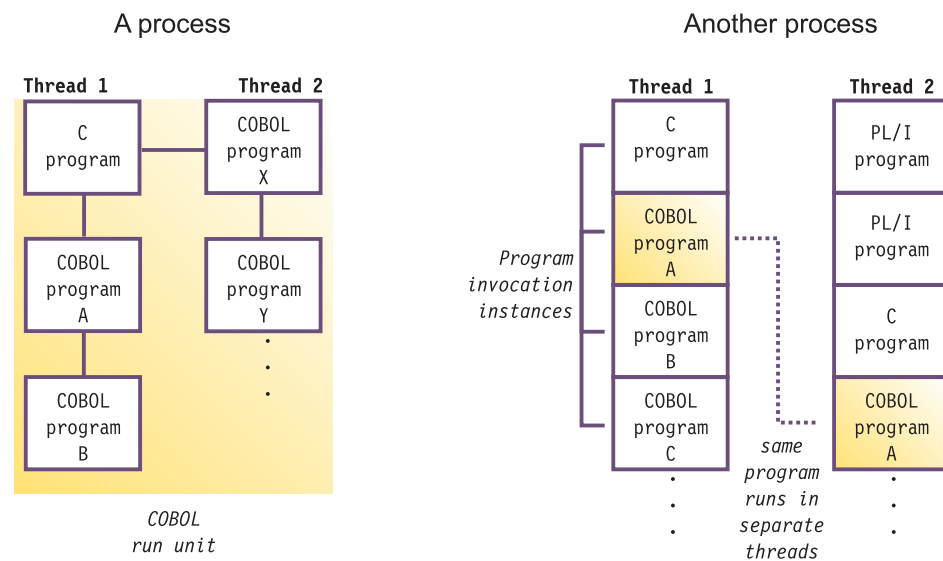 A process
Thread 1
Thread 2
C
program
COBOL
program
X
COBOL
program
A
COBOL
program
Y
COBOL
program
B
COBOL
run unit
Another process
Thread 1
Thread 2
C
program
PL/I
program
COBOL
program
A
PL/I
program
Program
invocation
instances
COBOL
program
B
C
program
COBOL
program
C
COBOL
program
A
same
program
runs in
separate
threads